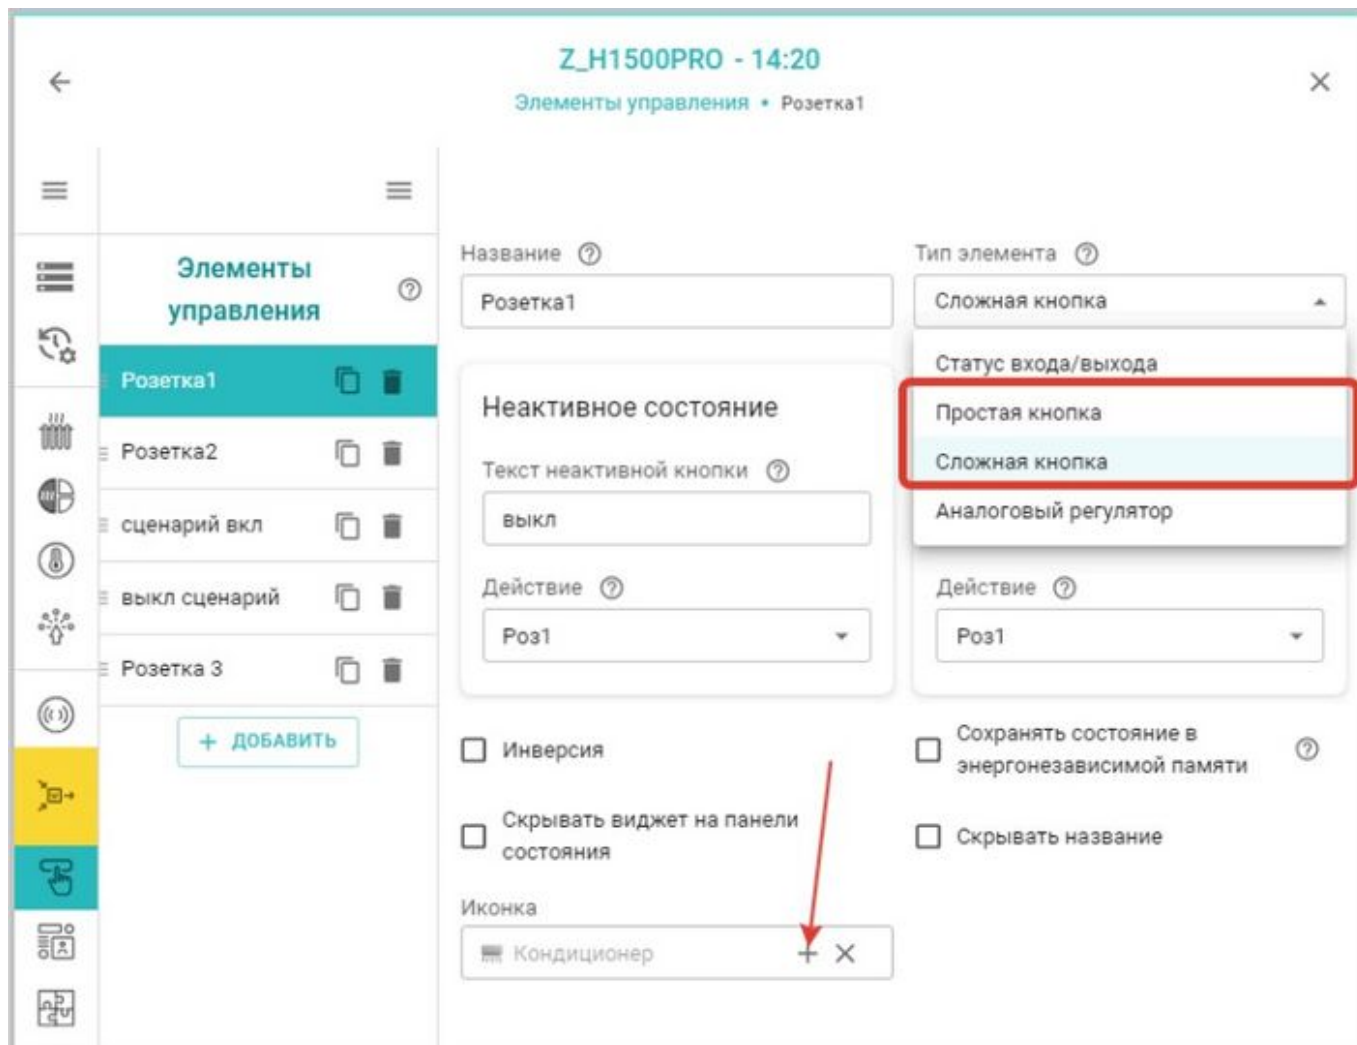 Z_H1500PRO - 14:20
Элементы управления • Розетка1
Элементы
управления
Розетка1
Розетка2
сценарий вкл
выкл сценарий
Розетка 3
+ ДОБАВИТЬ
Название
Розетка1
Тип элемента
Сложная кнопка
Статус входа/выхода
Простая кнопка
Сложная кнопка
Аналоговый регулятор
Неактивное состояние
Текст неактивной кнопки
выкл
Действие
Роз1
Действие
Роз1
Инверсия
Сохранять состояние в
энергонезависимой памяти
Скрывать виджет на панели
состояния
Скрывать название
Иконка
Кондиционер